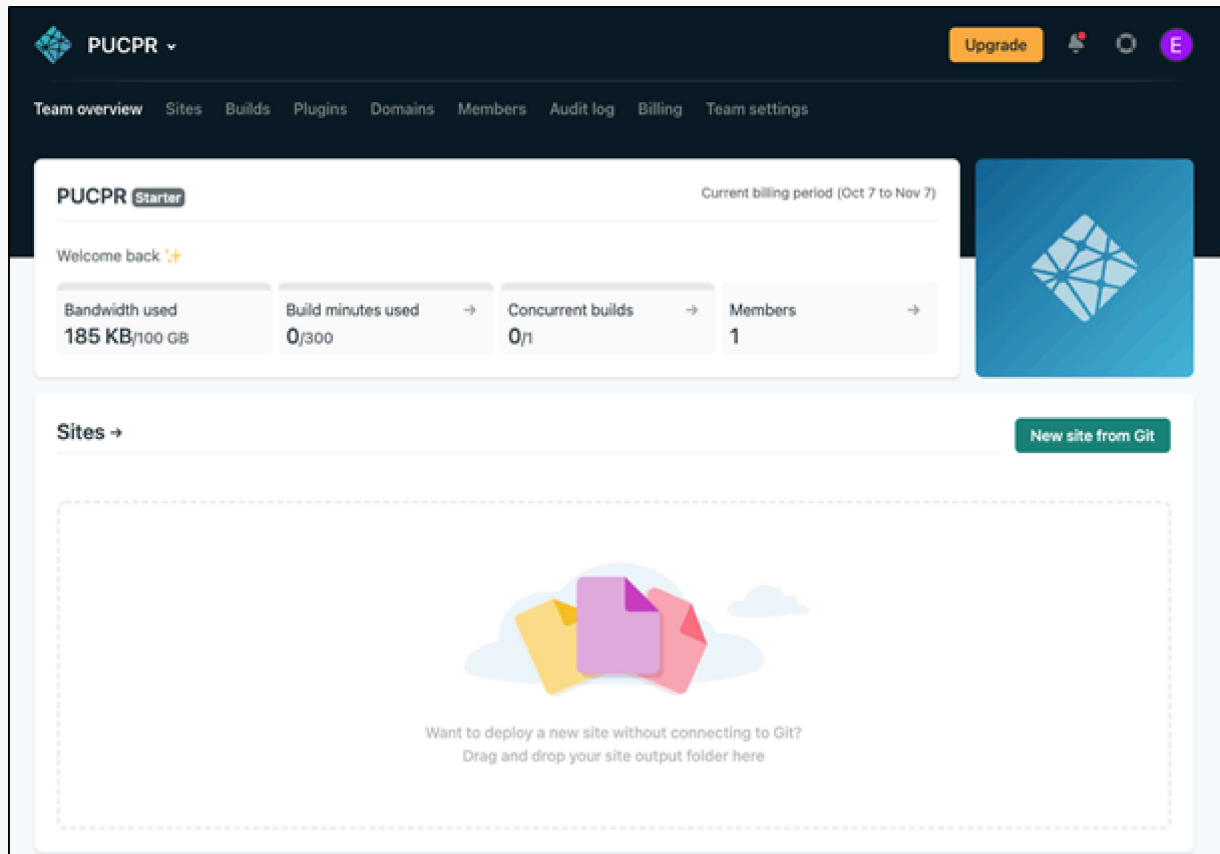 PUCPR
Upgrade
E
Team overview Sites Builds Plugins Domains Members Audit log Billing Team settings
PUCPR Starter
Current billing period (Oct 7 to Nov 7)
Welcome back ✨
Bandwidth used
185 KB/100 GB
Build minutes used →
0/300
Concurrent builds →
0/1
Members →
1
Sites →
New site from Git
Want to deploy a new site without connecting to Git?
Drag and drop your site output folder here